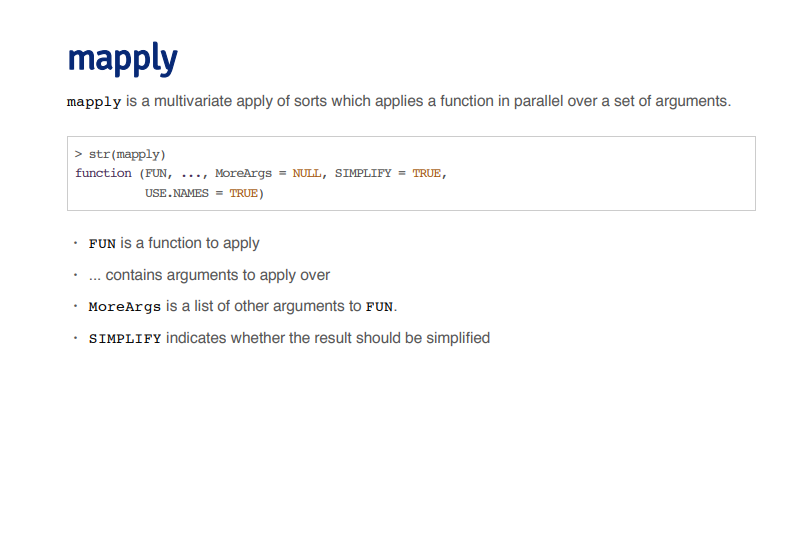 mapply
mapply is a multivariate apply of sorts which applies a function in parallel over a set of arguments.
> str(mapply)
function (FUN, ..., MoreArgs = NULL, SIMPLIFY = TRUE,
USE.NAMES = TRUE)
· FUN is a function to apply
· ... contains arguments to apply over
· MoreArgs is a list of other arguments to FUN.
· SIMPLIFY indicates whether the result should be simplified